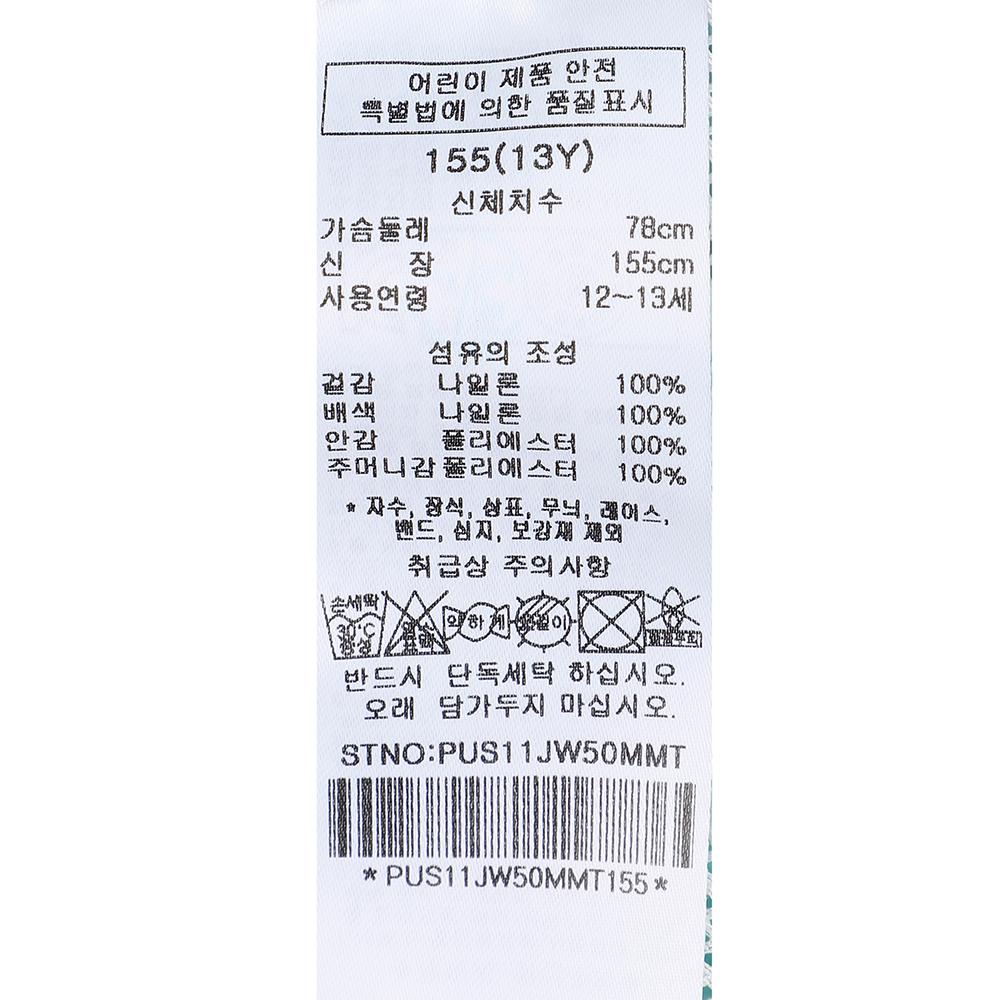 어린이 제품 안전
특별법에 의한 품질표시
155(13Y)
신체치수
가슴둘레 78cm
신 장 155cm
사용연령 12~13세
섬유의 조성
겉감 나일론 100%
배색 나일론 100%
안감 폴리에스터 100%
주머니감 폴리에스터 100%
* 자수, 장식, 상표, 무늬, 레이스,
밴드, 심지, 보강재 제외
취급상 주의사항
손세탁 약하게
30°C
중성
반드시 단독세탁 하십시오.
오래 담가두지 마십시오.
STNO:PUS11JW50MMT
*PUS11JW50MMT155*